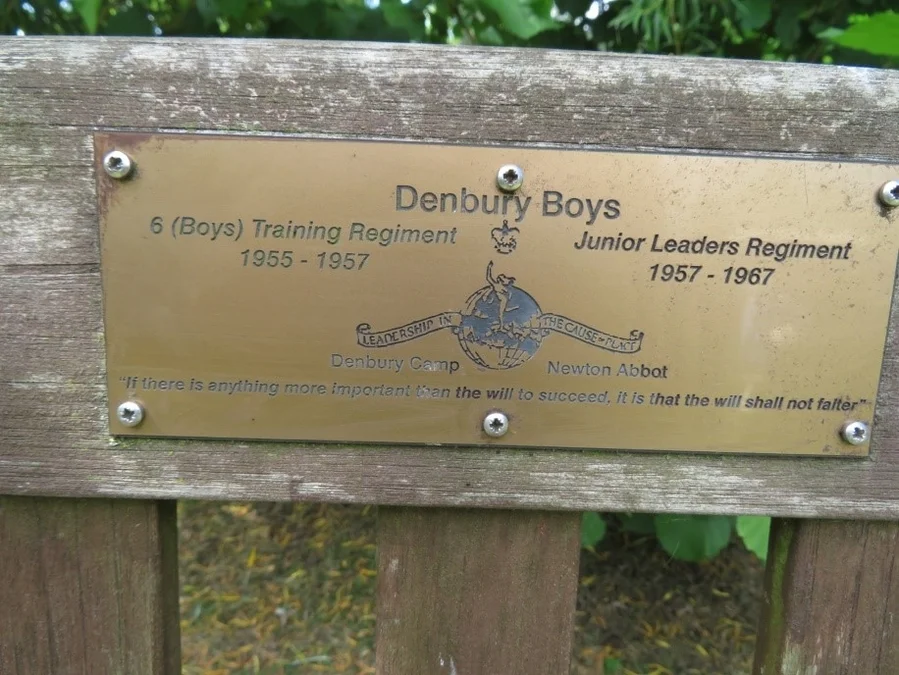 Denbury Boys
6 (Boys) Training Regiment
1955 - 1957
Junior Leaders Regiment
1957 - 1967
LEADERSHIP IN THE CAUSE OF PEACE
Denbury Camp
Newton Abbot
"If there is anything more important than the will to succeed, it is that the will shall not falter"